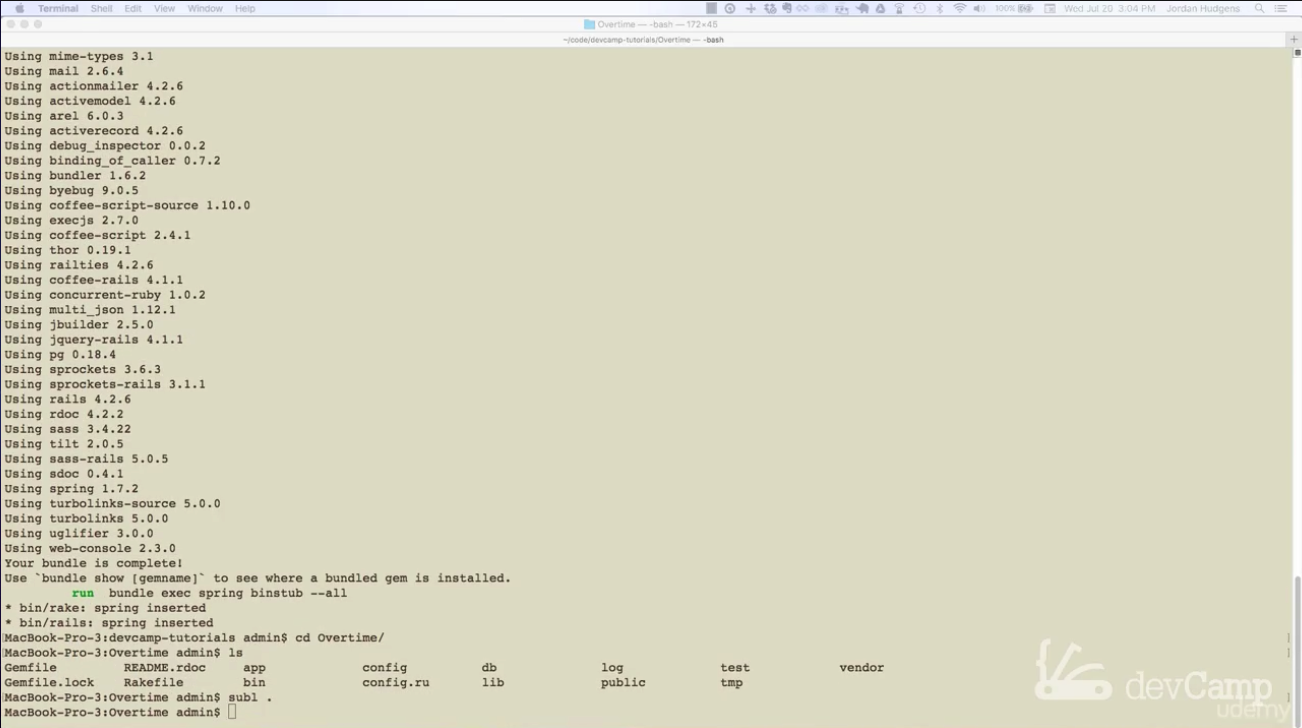 Terminal Shell Edit View Window Help 100% Wed Jul 20 3:04 PM Jordan Hudgens
Overtime — -bash — 172×45
~/code/devcamp-tutorials/Overtime — -bash
Using mime-types 3.1
Using mail 2.6.4
Using actionmailer 4.2.6
Using activemodel 4.2.6
Using arel 6.0.3
Using activerecord 4.2.6
Using debug_inspector 0.0.2
Using binding_of_caller 0.7.2
Using bundler 1.6.2
Using byebug 9.0.5
Using coffee-script-source 1.10.0
Using execjs 2.7.0
Using coffee-script 2.4.1
Using thor 0.19.1
Using railties 4.2.6
Using coffee-rails 4.1.1
Using concurrent-ruby 1.0.2
Using multi_json 1.12.1
Using jbuilder 2.5.0
Using jquery-rails 4.1.1
Using pg 0.18.4
Using sprockets 3.6.3
Using sprockets-rails 3.1.1
Using rails 4.2.6
Using rdoc 4.2.2
Using sass 3.4.22
Using tilt 2.0.5
Using sass-rails 5.0.5
Using sdoc 0.4.1
Using spring 1.7.2
Using turbolinks-source 5.0.0
Using turbolinks 5.0.0
Using uglifier 3.0.0
Using web-console 2.3.0
Your bundle is complete!
Use `bundle show [gemname]` to see where a bundled gem is installed.
run bundle exec spring binstub --all
* bin/rake: spring inserted
* bin/rails: spring inserted
MacBook-Pro-3:devcamp-tutorials admin$ cd Overtime/
MacBook-Pro-3:Overtime admin$ ls
Gemfile README.rdoc app config db log test vendor
Gemfile.lock Rakefile bin config.ru lib public tmp
MacBook-Pro-3:Overtime admin$ subl .
MacBook-Pro-3:Overtime admin$
devCamp
udemy